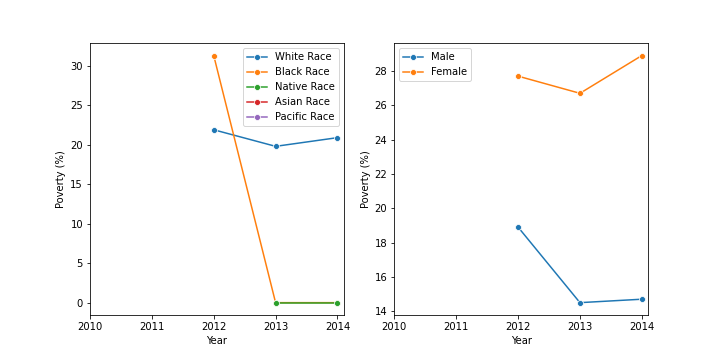 30
25
20
15
10
5
0
Poverty (%)
2010 2011 2012 2013 2014
Year
White Race
Black Race
Native Race
Asian Race
Pacific Race
28
26
24
22
20
18
16
14
Poverty (%)
2010 2011 2012 2013 2014
Year
Male
Female